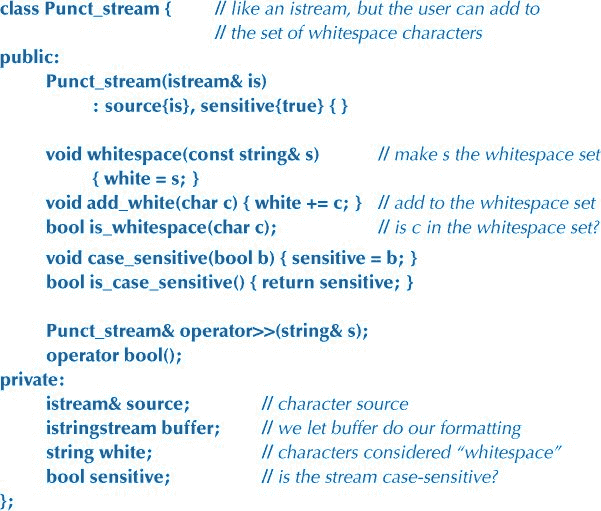 class Punct_stream { // like an istream, but the user can add to
// the set of whitespace characters
public:
Punct_stream(istream& is)
: source{is}, sensitive{true} { }
void whitespace(const string& s) // make s the whitespace set
{ white = s; }
void add_white(char c) { white += c; } // add to the whitespace set
bool is_whitespace(char c); // is c in the whitespace set?
void case_sensitive(bool b) { sensitive = b; }
bool is_case_sensitive() { return sensitive; }
Punct_stream& operator>>(string& s);
operator bool();
private:
istream& source; // character source
istringstream buffer; // we let buffer do our formatting
string white; // characters considered “whitespace”
bool sensitive; // is the stream case-sensitive?
};